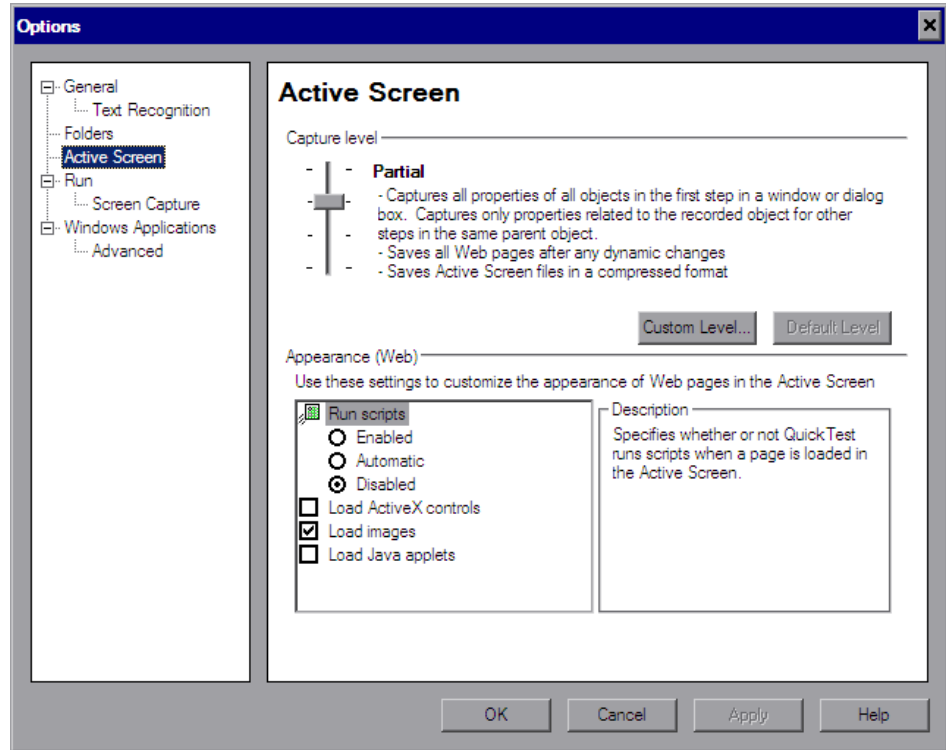 Options
General
Text Recognition
Folders
Active Screen
Run
Screen Capture
Windows Applications
Advanced
Active Screen
Capture level
Partial
- Captures all properties of all objects in the first step in a window or dialog
box. Captures only properties related to the recorded object for other
steps in the same parent object.
- Saves all Web pages after any dynamic changes
- Saves Active Screen files in a compressed format
Custom Level...
Default Level
Appearance (Web)
Use these settings to customize the appearance of Web pages in the Active Screen
Run scripts
Enabled
Automatic
Disabled
Load ActiveX controls
Load images
Load Java applets
Description
Specifies whether or not QuickTest
runs scripts when a page is loaded in
the Active Screen.
OK
Cancel
Apply
Help